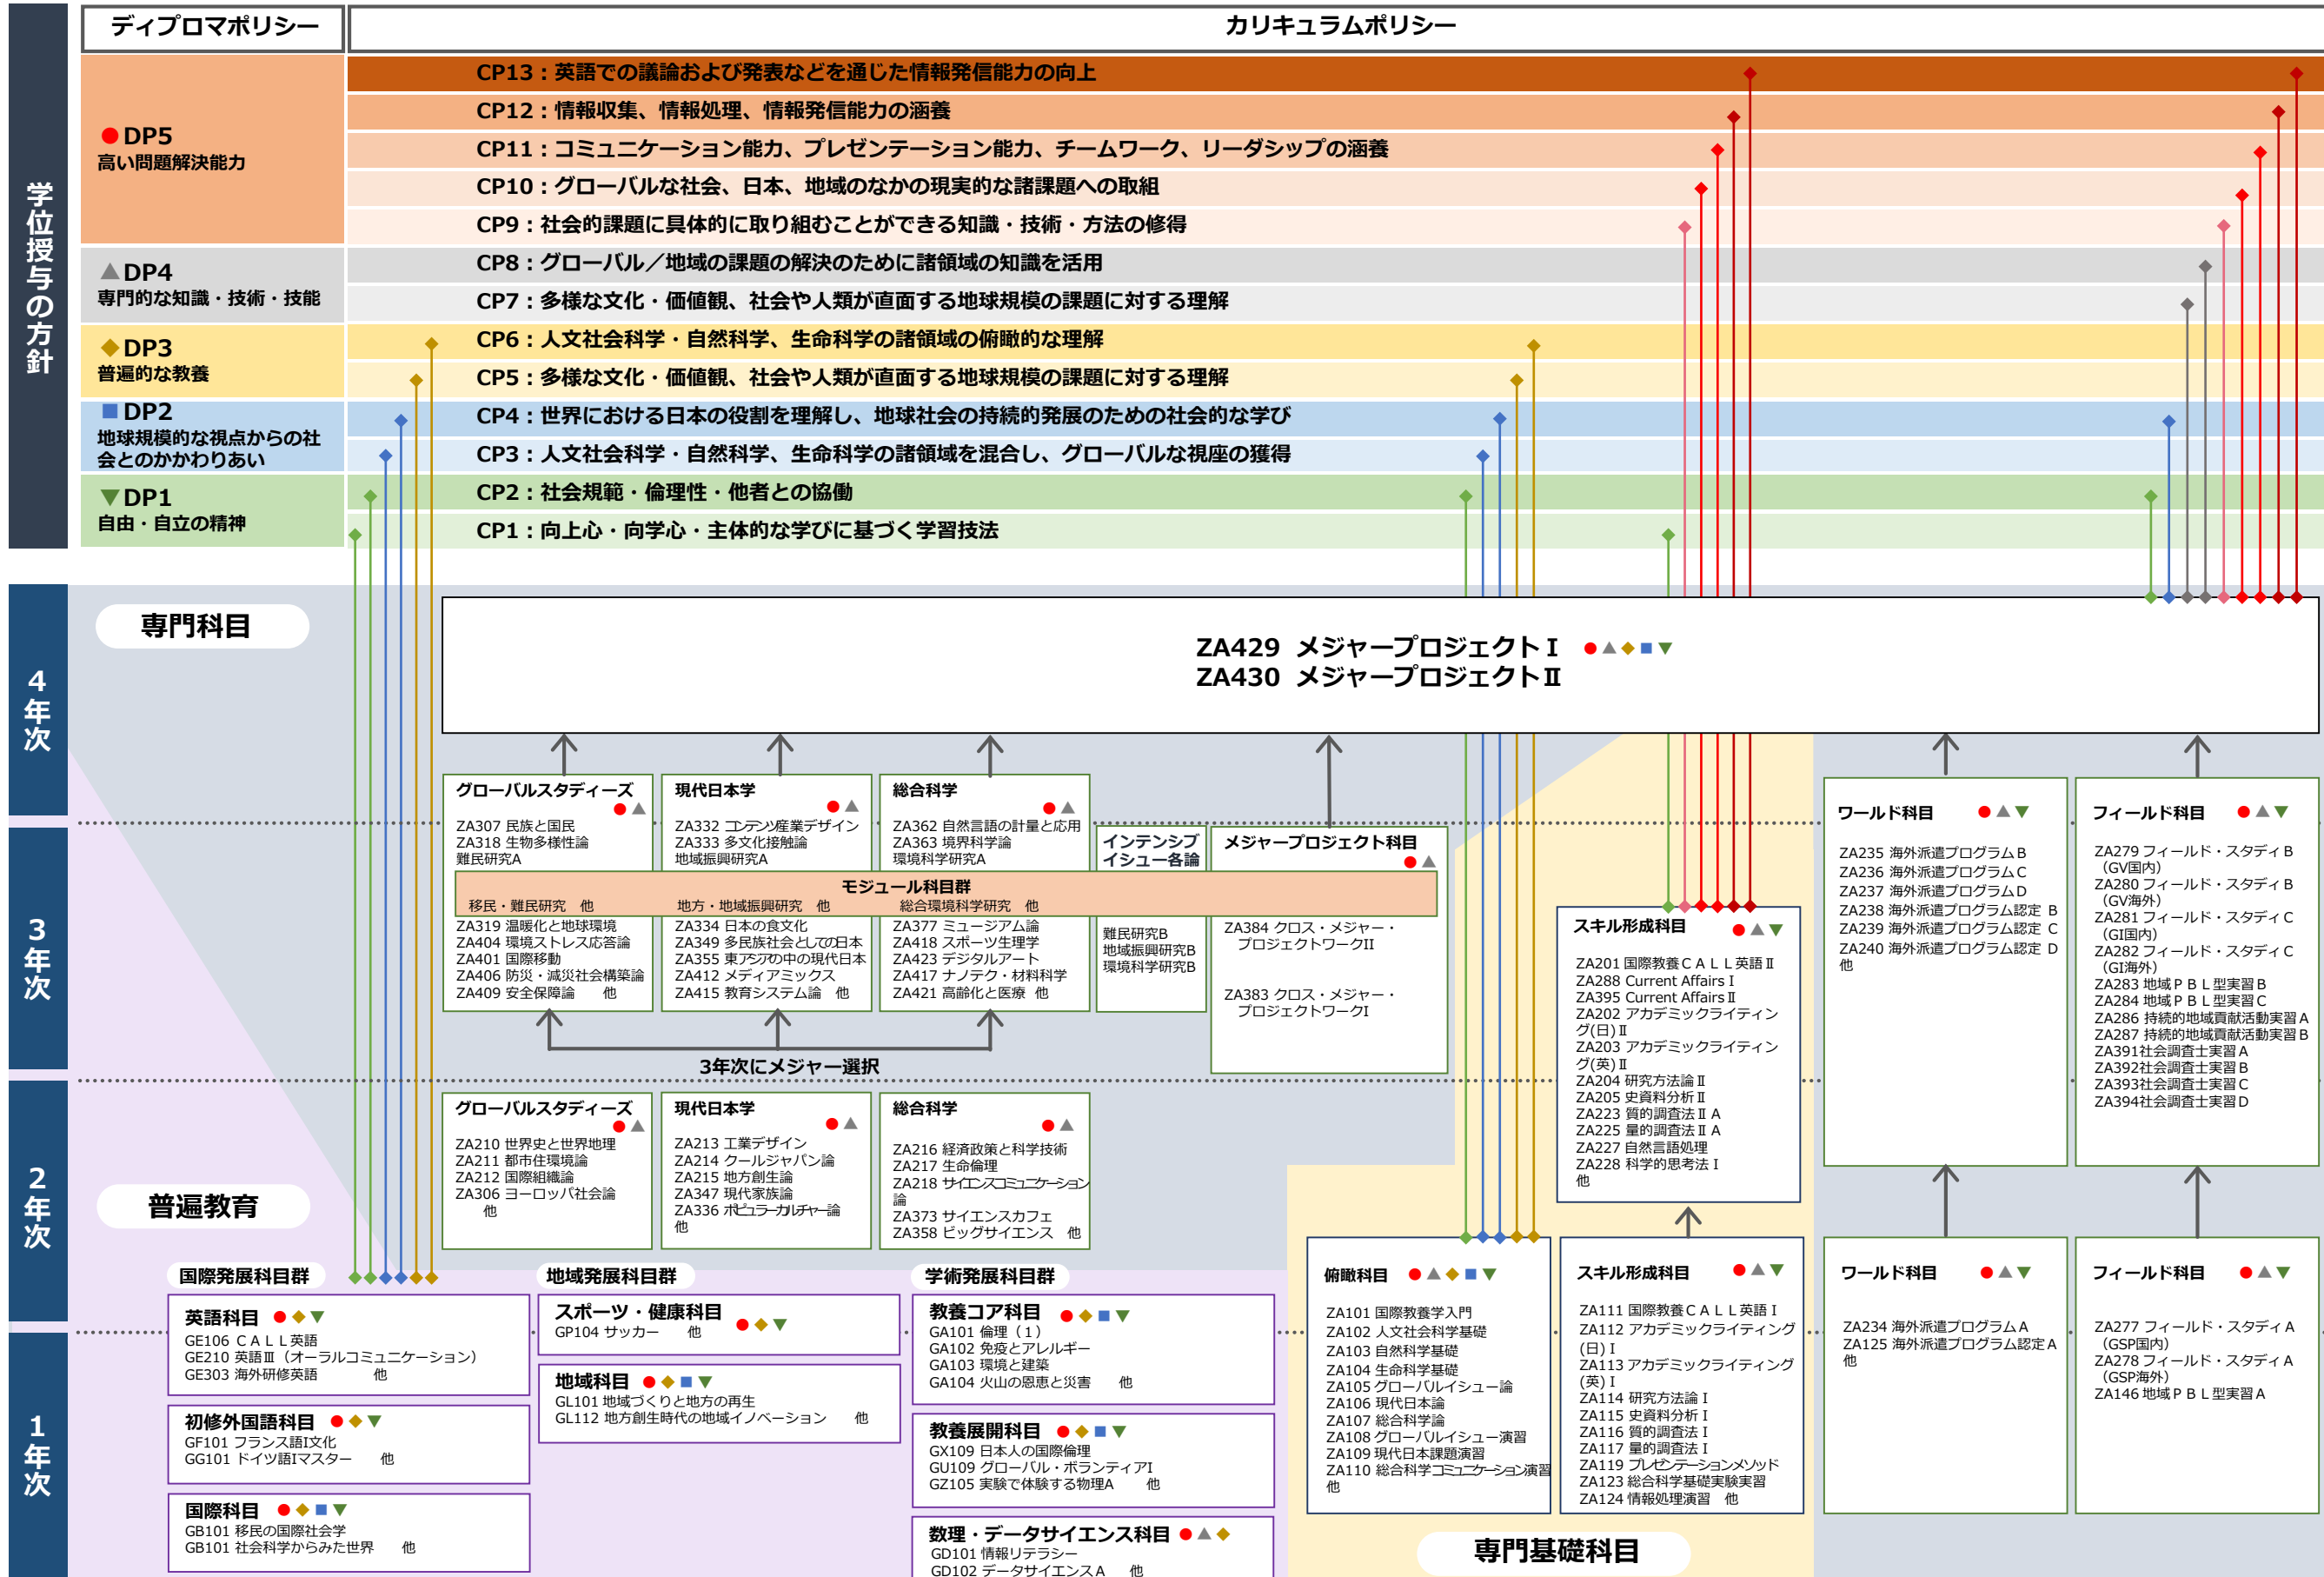 ディプロマポリシー
カリキュラムポリシー
学位授与の方針
●DP5
高い問題解決能力
▲DP4
専門的な知識・技術・技能
◆DP3
普遍的な教養
■DP2
地球規模的な視点からの社
会とのかかわりあい
▼DP1
自由・自立の精神
CP13：英語での議論および発表などを通じた情報発信能力の向上
CP12：情報収集、情報処理、情報発信能力の涵養
CP11：コミュニケーション能力、プレゼンテーション能力、チームワーク、リーダシップの涵養
CP10：グローバルな社会、日本、地域のなかの現実的な諸課題への取組
CP9：社会的課題に具体的に取り組むことができる知識・技術・方法の修得
CP8：グローバル／地域の課題の解決のために諸領域の知識を活用
CP7：多様な文化・価値観、社会や人類が直面する地球規模の課題に対する理解
CP6：人文社会科学・自然科学、生命科学の諸領域の俯瞰的な理解
CP5：多様な文化・価値観、社会や人類が直面する地球規模の課題に対する理解
CP4：世界における日本の役割を理解し、地球社会の持続的発展のための社会的な学び
CP3：人文社会科学・自然科学、生命科学の諸領域を混合し、グローバルな視座の獲得
CP2：社会規範・倫理性・他者との協働
CP1：向上心・向学心・主体的な学びに基づく学習技法
4年次
3年次
2年次
1年次
専門科目
ZA429 メジャープロジェクトⅠ ●▲◆■▼
ZA430 メジャープロジェクトⅡ
グローバルスタディーズ
●▲
ZA307 民族と国民
ZA318 生物多様性論
難民研究A
現代日本学
●▲
ZA332 コンテンツ産業デザイン
ZA333 多文化接触論
地域振興研究A
総合科学
●▲
ZA362 自然言語の計量と応用
ZA363 境界科学論
環境科学研究A
インテンシブ
イシュー各論
メジャープロジェクト科目
●▲
モジュール科目群
移民・難民研究　他
地方・地域振興研究　他
総合環境科学研究　他
ZA319 温暖化と地球環境
ZA404 環境ストレス応答論
ZA401 国際移動
ZA406 防災・減災社会構築論
ZA409 安全保障論　他
ZA334 日本の食文化
ZA349 多民族社会としての日本
ZA355 東アジアの中の現代日本
ZA412 メディアミックス
ZA415 教育システム論　他
ZA377 ミュージアム論
ZA418 スポーツ生理学
ZA423 デジタルアート
ZA417 ナノテク・材料科学
ZA421 高齢化と医療　他
難民研究B
地域振興研究B
環境科学研究B
ZA384 クロス・メジャー・
プロジェクトワークII
ZA383 クロス・メジャー・
プロジェクトワークI
3年次にメジャー選択
スキル形成科目
●▲▼
ZA201 国際教養ＣＡＬＬ英語Ⅱ
ZA288 Current Affairs Ⅰ
ZA395 Current Affairs Ⅱ
ZA202 アカデミックライティン
グ(日)Ⅱ
ZA203 アカデミックライティン
グ(英)Ⅱ
ZA204 研究方法論Ⅱ
ZA205 史資料分析Ⅱ
ZA223 質的調査法ⅡＡ
ZA225 量的調査法ⅡＡ
ZA227 自然言語処理
ZA228 科学的思考法Ⅰ
他
ワールド科目 ●▲▼
ZA235 海外派遣プログラムＢ
ZA236 海外派遣プログラムＣ
ZA237 海外派遣プログラムＤ
ZA238 海外派遣プログラム認定 Ｂ
ZA239 海外派遣プログラム認定 Ｃ
ZA240 海外派遣プログラム認定 Ｄ
他
フィールド科目 ●▲▼
ZA279 フィールド・スタディＢ
（GV国内）
ZA280 フィールド・スタディＢ
（GV海外）
ZA281 フィールド・スタディＣ
（GI国内）
ZA282 フィールド・スタディＣ
（GI海外）
ZA283 地域ＰＢＬ型実習Ｂ
ZA284 地域ＰＢＬ型実習Ｃ
ZA286 持続的地域貢献活動実習Ａ
ZA287 持続的地域貢献活動実習Ｂ
ZA391社会調査士実習Ａ
ZA392社会調査士実習Ｂ
ZA393社会調査士実習Ｃ
ZA394社会調査士実習Ｄ
グローバルスタディーズ
●▲
ZA210 世界史と世界地理
ZA211 都市住環境論
ZA212 国際組織論
ZA306 ヨーロッパ社会論
他
現代日本学
●▲
ZA213 工業デザイン
ZA214 クールジャパン論
ZA215 地方創生論
ZA347 現代家族論
ZA336 ポピュラーカルチャー論
他
総合科学
●▲
ZA216 経済政策と科学技術
ZA217 生命倫理
ZA218 サイエンスコミュニケーション
論
ZA373 サイエンスカフェ
ZA358 ビッグサイエンス　他
普遍教育
国際発展科目群
英語科目 ●◆▼
GE106 ＣＡＬＬ英語
GE210 英語Ⅲ（オーラルコミュニケーション）
GE303 海外研修英語　他
初修外国語科目 ●◆▼
GF101 フランス語I文化
GG101 ドイツ語Iマスター　他
国際科目 ●◆■▼
GB101 移民の国際社会学
GB101 社会科学からみた世界　他
地域発展科目群
スポーツ・健康科目
●◆▼
GP104 サッカー　他
地域科目 ●◆■▼
GL101 地域づくりと地方の再生
GL112 地方創生時代の地域イノベーション　他
学術発展科目群
教養コア科目 ●◆■▼
GA101 倫理（１）
GA102 免疫とアレルギー
GA103 環境と建築
GA104 火山の恩恵と災害　他
教養展開科目 ●◆■▼
GX109 日本人の国際倫理
GU109 グローバル・ボランティアI
GZ105 実験で体験する物理A　他
数理・データサイエンス科目 ●▲◆
GD101 情報リテラシー
GD102 データサイエンスＡ　他
俯瞰科目 ●▲◆■▼
ZA101 国際教養学入門
ZA102 人文社会科学基礎
ZA103 自然科学基礎
ZA104 生命科学基礎
ZA105 グローバルイシュー論
ZA106 現代日本論
ZA107 総合科学論
ZA108 グローバルイシュー演習
ZA109 現代日本課題演習
ZA110 総合科学コミュニケーション演習
他
スキル形成科目 ●▲▼
ZA111 国際教養ＣＡＬＬ英語Ⅰ
ZA112 アカデミックライティング
(日)Ⅰ
ZA113 アカデミックライティング
(英)Ⅰ
ZA114 研究方法論Ⅰ
ZA115 史資料分析Ⅰ
ZA116 質的調査法Ⅰ
ZA117 量的調査法Ⅰ
ZA119 プレゼンテーションメソッド
ZA123 総合科学基礎実験実習
ZA124 情報処理演習　他
専門基礎科目
ワールド科目 ●▲▼
ZA234 海外派遣プログラムＡ
ZA125 海外派遣プログラム認定Ａ
他
フィールド科目 ●▲▼
ZA277 フィールド・スタディＡ
（GSP国内）
ZA278 フィールド・スタディＡ
（GSP海外）
ZA146 地域ＰＢＬ型実習Ａ